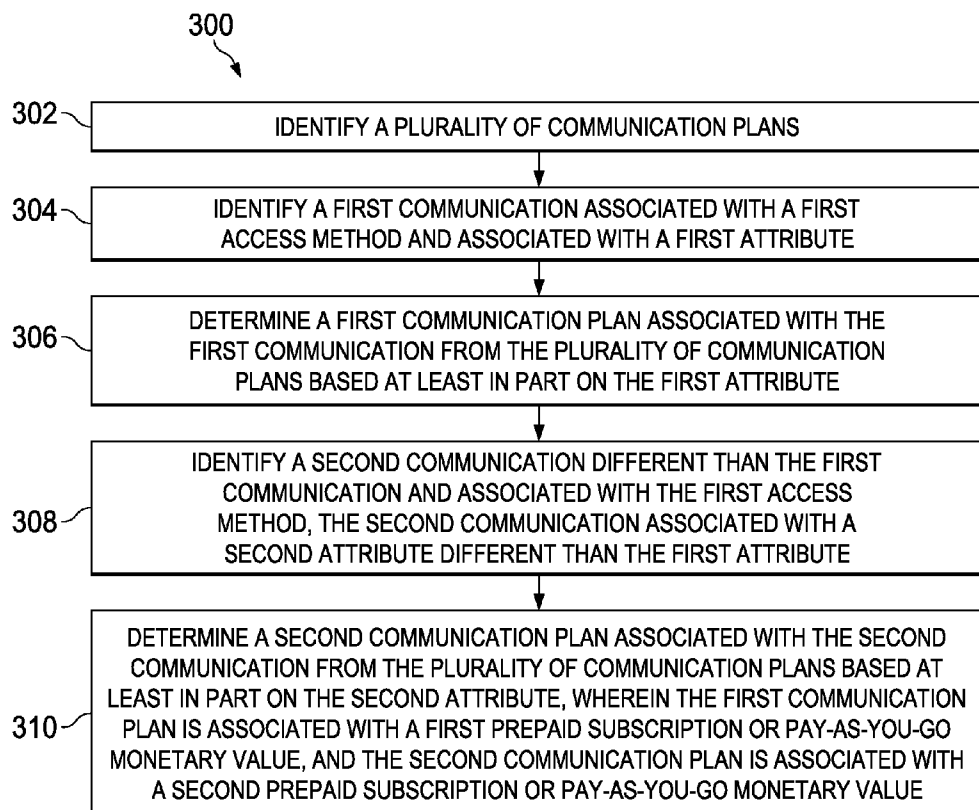 300
302
IDENTIFY A PLURALITY OF COMMUNICATION PLANS
304
IDENTIFY A FIRST COMMUNICATION ASSOCIATED WITH A FIRST
ACCESS METHOD AND ASSOCIATED WITH A FIRST ATTRIBUTE
306
DETERMINE A FIRST COMMUNICATION PLAN ASSOCIATED WITH THE
FIRST COMMUNICATION FROM THE PLURALITY OF COMMUNICATION
PLANS BASED AT LEAST IN PART ON THE FIRST ATTRIBUTE
308
IDENTIFY A SECOND COMMUNICATION DIFFERENT THAN THE FIRST
COMMUNICATION AND ASSOCIATED WITH THE FIRST ACCESS
METHOD, THE SECOND COMMUNICATION ASSOCIATED WITH A
SECOND ATTRIBUTE DIFFERENT THAN THE FIRST ATTRIBUTE
310
DETERMINE A SECOND COMMUNICATION PLAN ASSOCIATED WITH THE SECOND
COMMUNICATION FROM THE PLURALITY OF COMMUNICATION PLANS BASED AT
LEAST IN PART ON THE SECOND ATTRIBUTE, WHEREIN THE FIRST COMMUNICATION
PLAN IS ASSOCIATED WITH A FIRST PREPAID SUBSCRIPTION OR PAY-AS-YOU-GO
MONETARY VALUE, AND THE SECOND COMMUNICATION PLAN IS ASSOCIATED WITH
A SECOND PREPAID SUBSCRIPTION OR PAY-AS-YOU-GO MONETARY VALUE